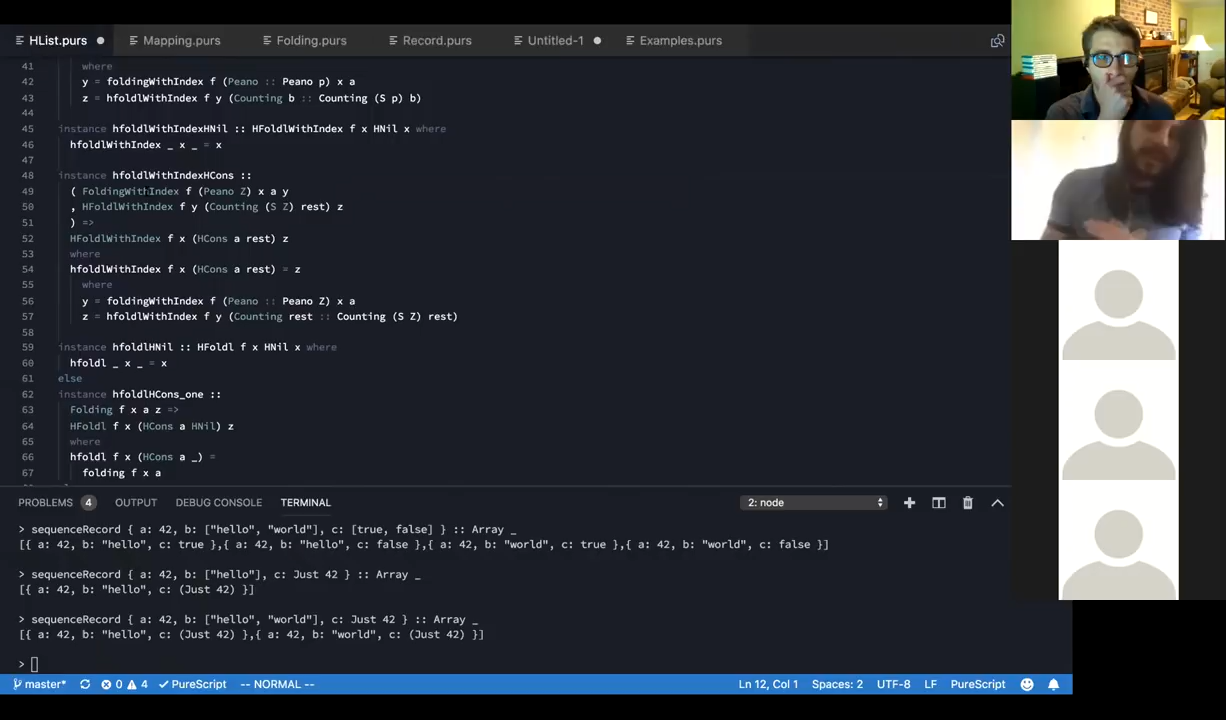 HList.purs
Mapping.purs
Folding.purs
Record.purs
Untitled-1
Examples.purs
41 where
42 y = foldingWithIndex f (Peano :: Peano p) x a
43 z = hfoldlWithIndex f y (Counting b :: Counting (S p) b)
44
45 instance hfoldlWithIndexHNil :: HFoldlWithIndex f x HNil x where
46 hfoldlWithIndex _ x _ = x
47
48 instance hfoldlWithIndexHCons ::
49 ( FoldingWithIndex f (Peano Z) x a y
50 , HFoldlWithIndex f y (Counting (S Z) rest) z
51 ) =>
52 HFoldlWithIndex f x (HCons a rest) z
53 where
54 hfoldlWithIndex f x (HCons a rest) = z
55 where
56 y = foldingWithIndex f (Peano :: Peano Z) x a
57 z = hfoldlWithIndex f y (Counting rest :: Counting (S Z) rest)
58
59 instance hfoldlHNil :: HFoldl f x HNil x where
60 hfoldl _ x _ = x
61 else
62 instance hfoldlHCons_one ::
63 Folding f x a z =>
64 HFoldl f x (HCons a HNil) z
65 where
66 hfoldl f x (HCons a _) =
67 folding f x a
PROBLEMS 4 OUTPUT DEBUG CONSOLE TERMINAL 2: node
> sequenceRecord { a: 42, b: ["hello", "world"], c: [true, false] } :: Array _
[{ a: 42, b: "hello", c: true },{ a: 42, b: "hello", c: false },{ a: 42, b: "world", c: true },{ a: 42, b: "world", c: false }]
> sequenceRecord { a: 42, b: ["hello"], c: Just 42 } :: Array _
[{ a: 42, b: "hello", c: (Just 42) }]
> sequenceRecord { a: 42, b: ["hello", "world"], c: Just 42 } :: Array _
[{ a: 42, b: "hello", c: (Just 42) },{ a: 42, b: "world", c: (Just 42) }]
>
master* 0 4 PureScript -- NORMAL -- Ln 12, Col 1 Spaces: 2 UTF-8 LF PureScript